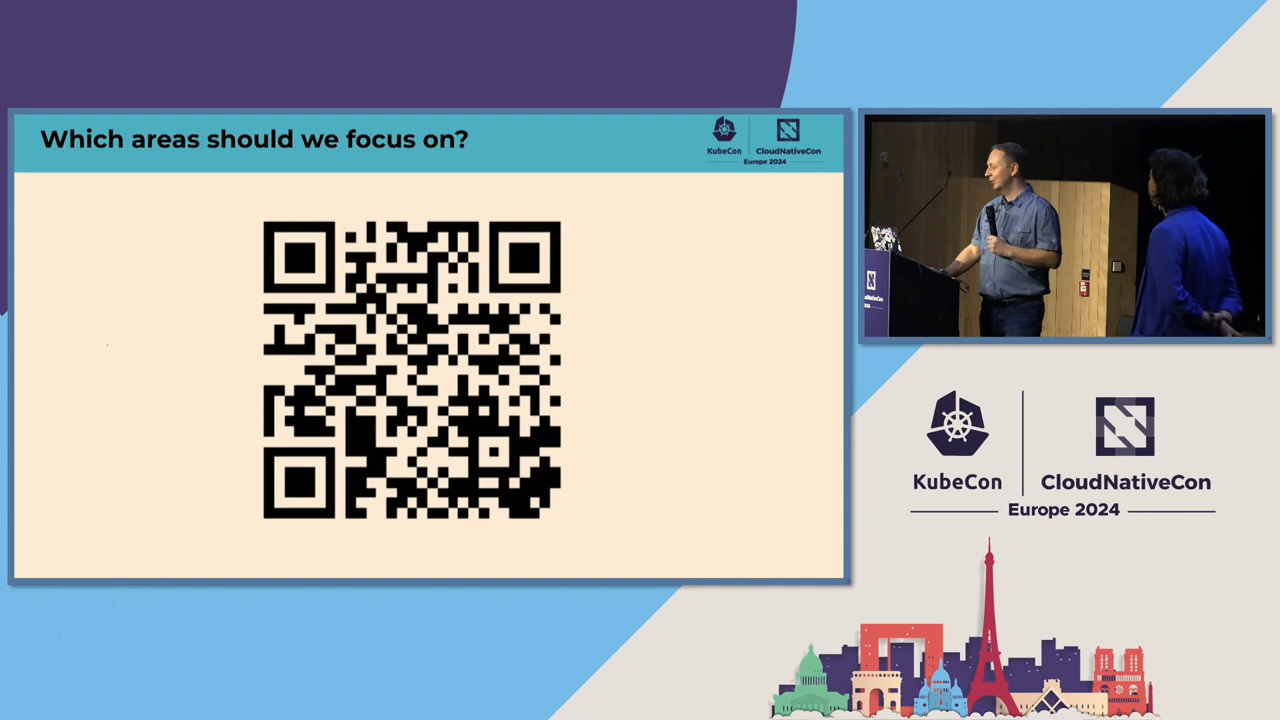 Which areas should we focus on?
KubeCon
CloudNativeCon
Europe 2024
KubeCon
CloudNativeCon
Europe 2024